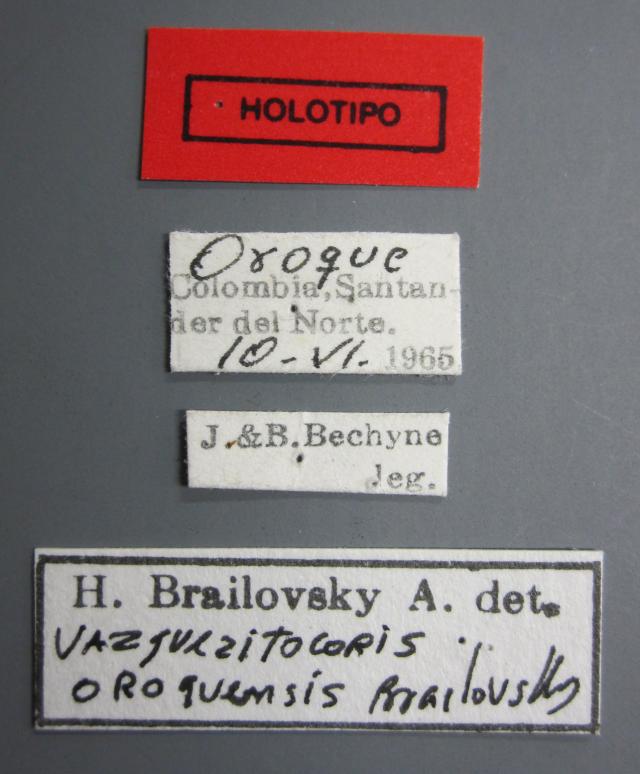 HOLOTIPO
Oroque
Colombia, Santan-
der del Norte.
10-VI. 1965
J. & B. Bechyne
leg.
H. Brailovsky A. det.
VAZQUEZITOCORIS
OROQUENSIS Brailovsky